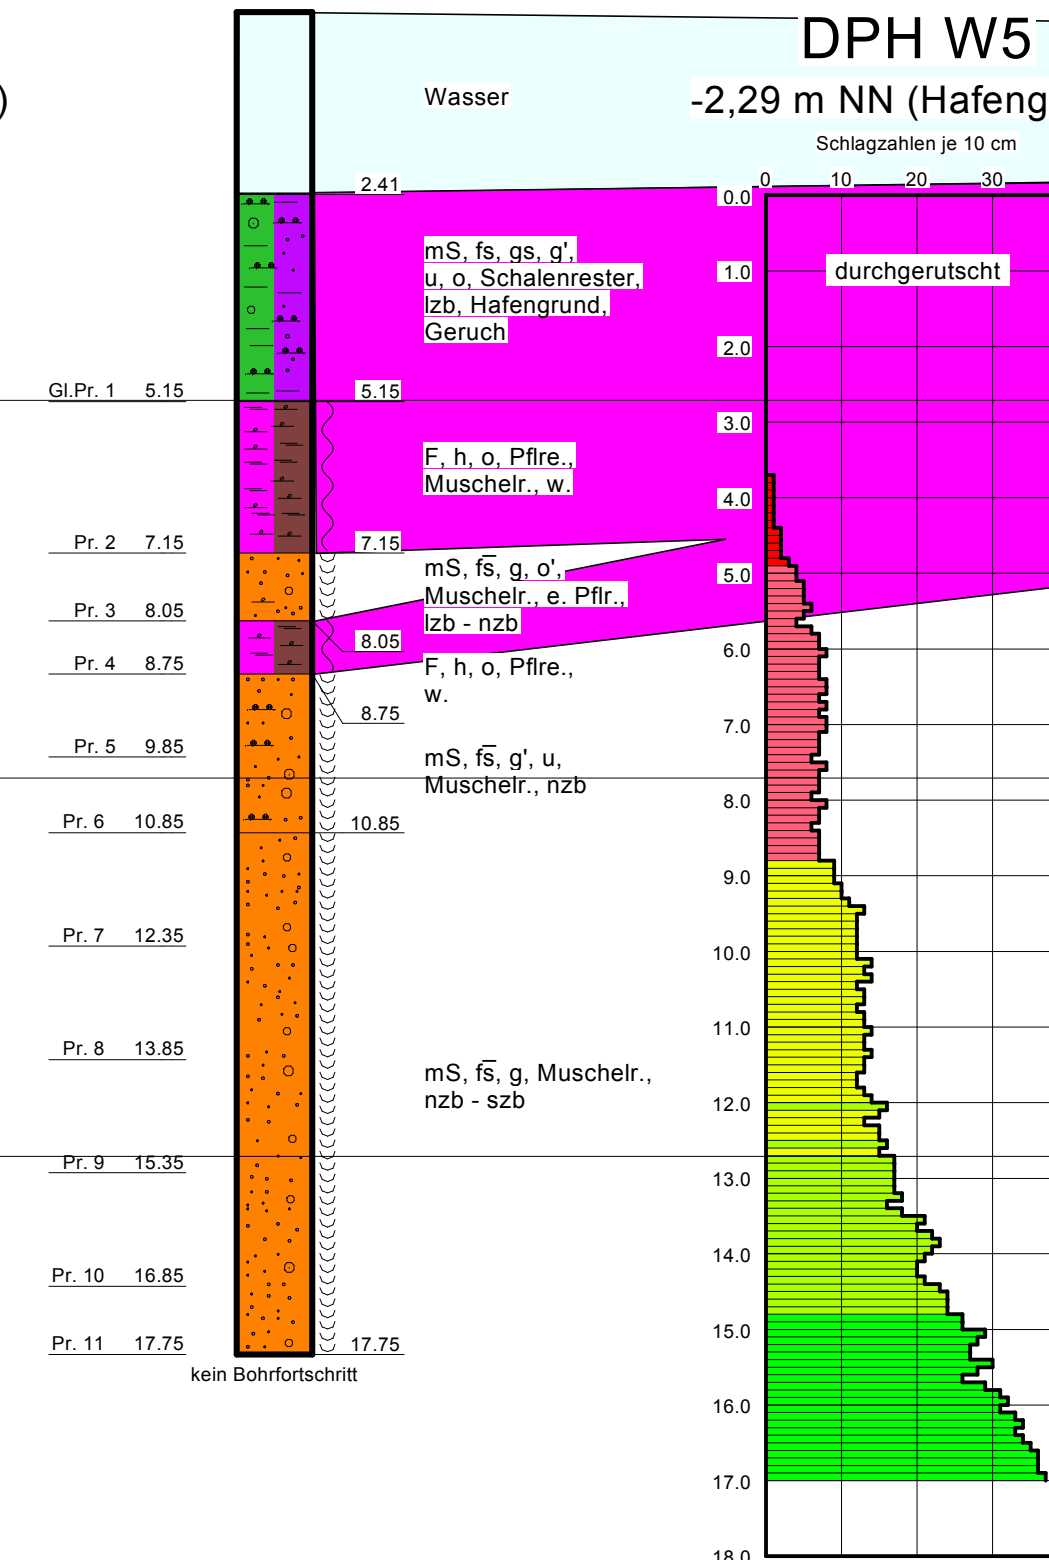 DPH W5
)
-2,29 m NN (Hafeng
Wasser
Schlagzahlen je 10 cm
0 10 20 30
2.41
mS, fs, gs, g',
u, o, Schalenrester,
lzb, Hafengrund,
Geruch
durchgerutscht
Gl.Pr. 1 5.15
5.15
F, h, o, Pflre.,
Muschelr., w.
Pr. 2 7.15
7.15
mS, fs̅, g, o',
Muschelr., e. Pflr.,
lzb - nzb
Pr. 3 8.05
8.05
F, h, o, Pflre.,
w.
Pr. 4 8.75
8.75
mS, fs̅, g', u,
Muschelr., nzb
Pr. 5 9.85
Pr. 6 10.85
10.85
Pr. 7 12.35
Pr. 8 13.85
mS, fs̅, g, Muschelr.,
nzb - szb
Pr. 9 15.35
Pr. 10 16.85
Pr. 11 17.75
17.75
kein Bohrfortschritt
0.0
1.0
2.0
3.0
4.0
5.0
6.0
7.0
8.0
9.0
10.0
11.0
12.0
13.0
14.0
15.0
16.0
17.0
18.0